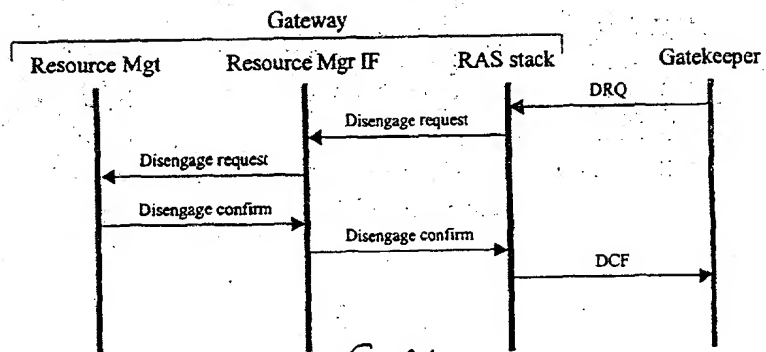 Gateway
Resource Mgt Resource Mgr IF RAS stack Gatekeeper
DRQ
Disengage request
Disengage request
Disengage confirm
Disengage confirm
DCF